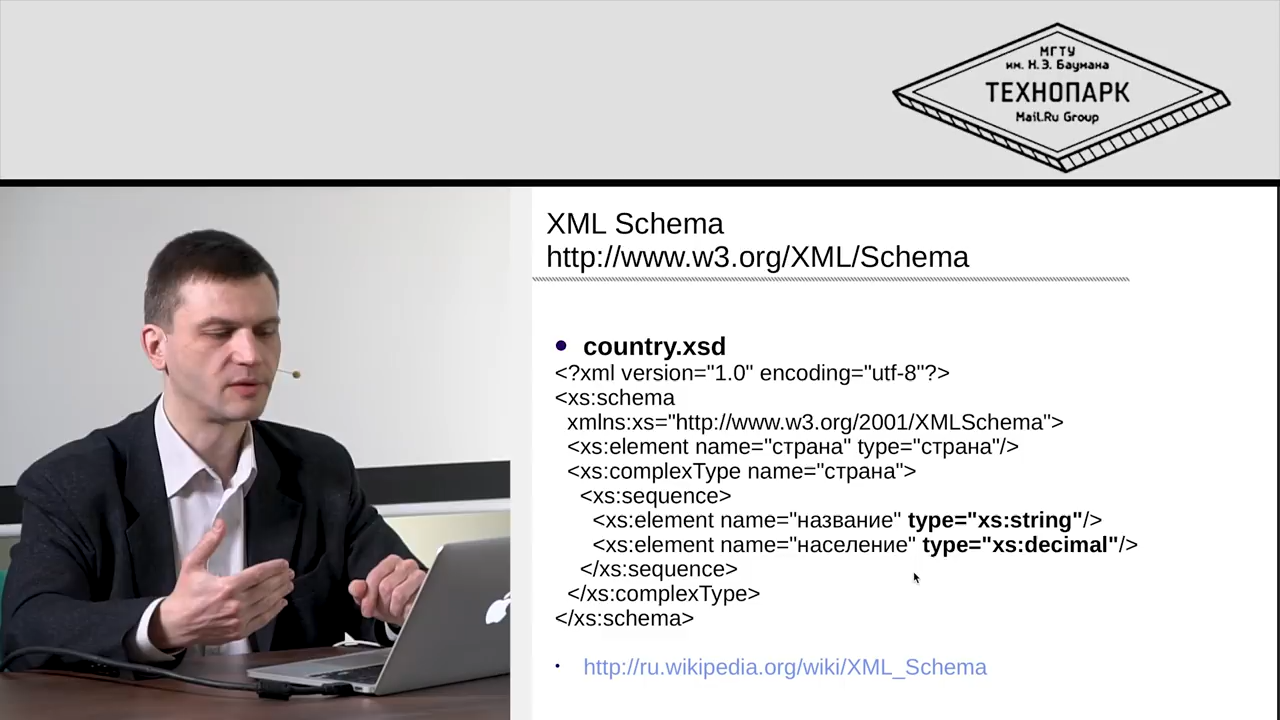 МГТУ
им. Н.Э. Баумана
ТЕХНОПАРК
Mail.Ru Group
XML Schema
http://www.w3.org/XML/Schema
country.xsd
<?xml version="1.0" encoding="utf-8"?>
<xs:schema
xmlns:xs="http://www.w3.org/2001/XMLSchema">
<xs:element name="страна" type="страна"/>
<xs:complexType name="страна">
<xs:sequence>
<xs:element name="название" type="xs:string"/>
<xs:element name="население" type="xs:decimal"/>
</xs:sequence>
</xs:complexType>
</xs:schema>
http://ru.wikipedia.org/wiki/XML_Schema